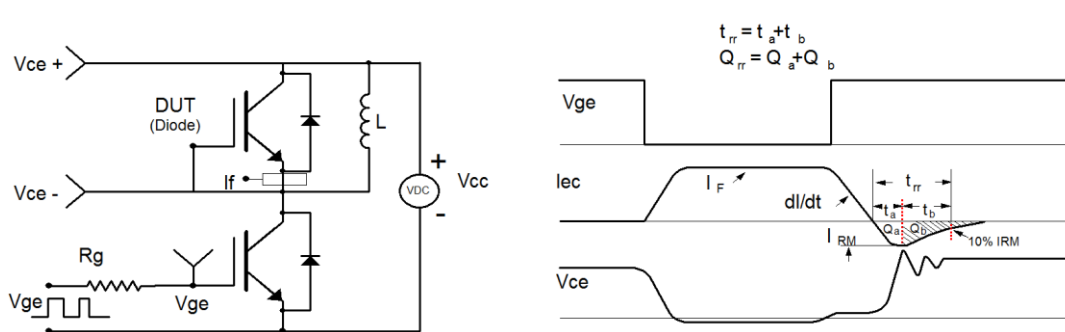 Vce +
DUT
(Diode)
L
If
Vce -
+
VDC
-
Vcc
Rg
Vge
Vge
t rr = t a + t b
Q rr = Q a + Q b
Vge
Iec
I F
dI/dt
t rr
t a
t b
Q a
Q b
I RM
10% IRM
Vce